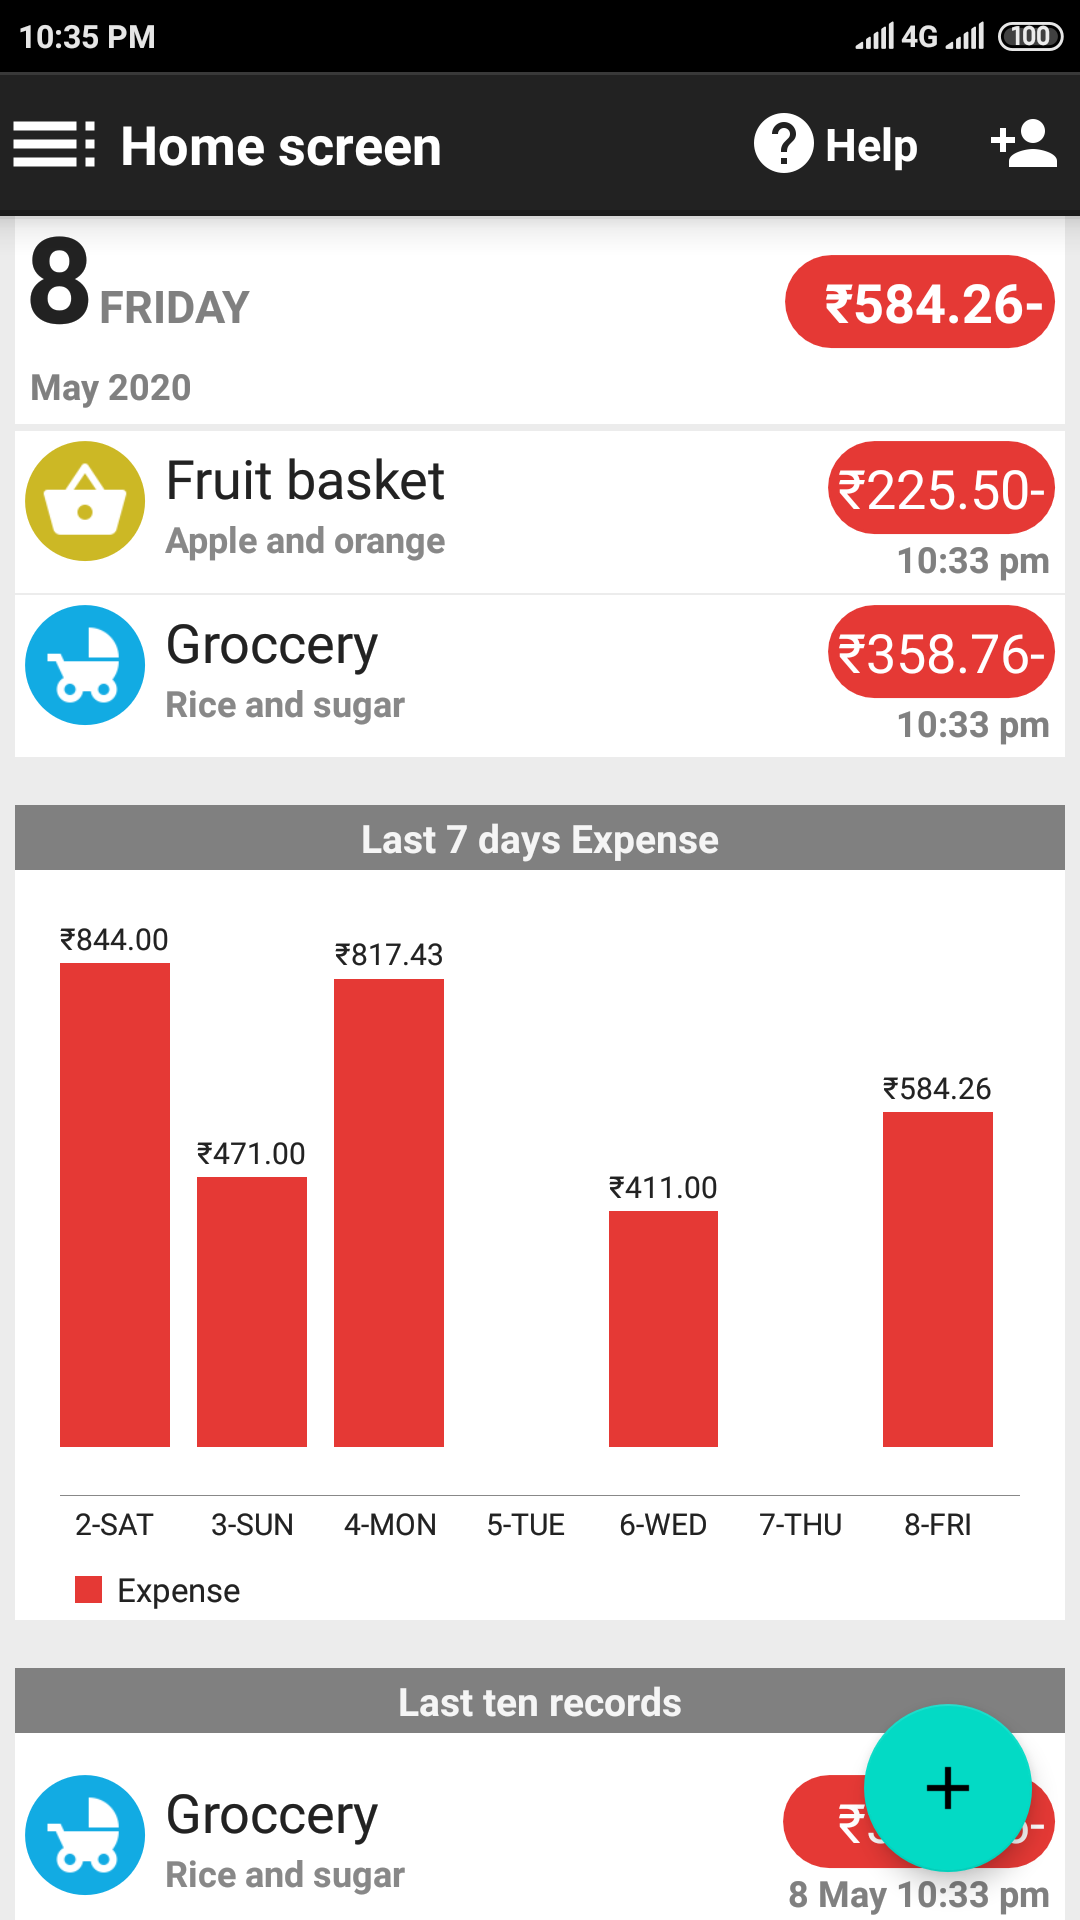 10:35 PM 4G 100
Home screen Help
8 FRIDAY ₹584.26-
May 2020
Fruit basket ₹225.50-
Apple and orange 10:33 pm
Groccery ₹358.76-
Rice and sugar 10:33 pm
Last 7 days Expense
₹844.00
₹817.43
₹584.26
₹471.00
₹411.00
2-SAT 3-SUN 4-MON 5-TUE 6-WED 7-THU 8-FRI
Expense
Last ten records
Groccery
Rice and sugar 8 May 10:33 pm